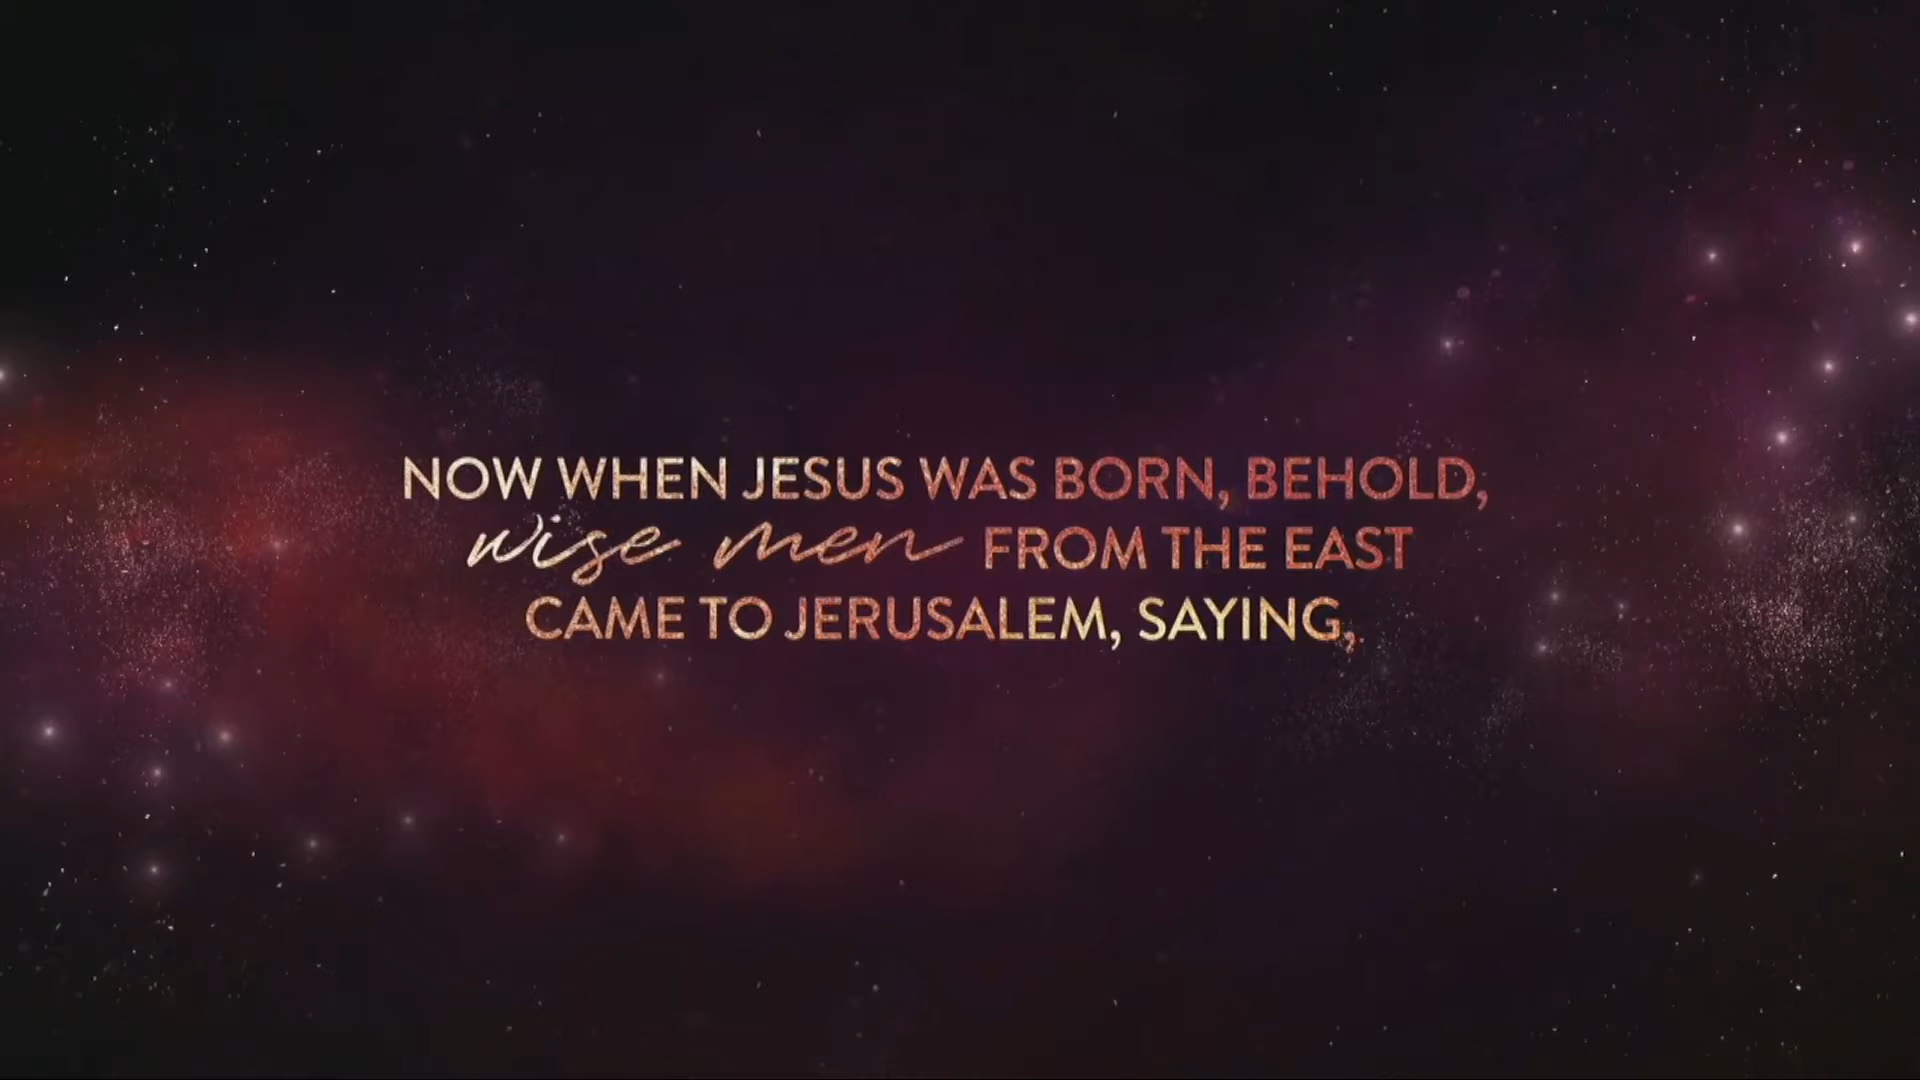 NOW WHEN JESUS WAS BORN, BEHOLD,
wise men FROM THE EAST
CAME TO JERUSALEM, SAYING,